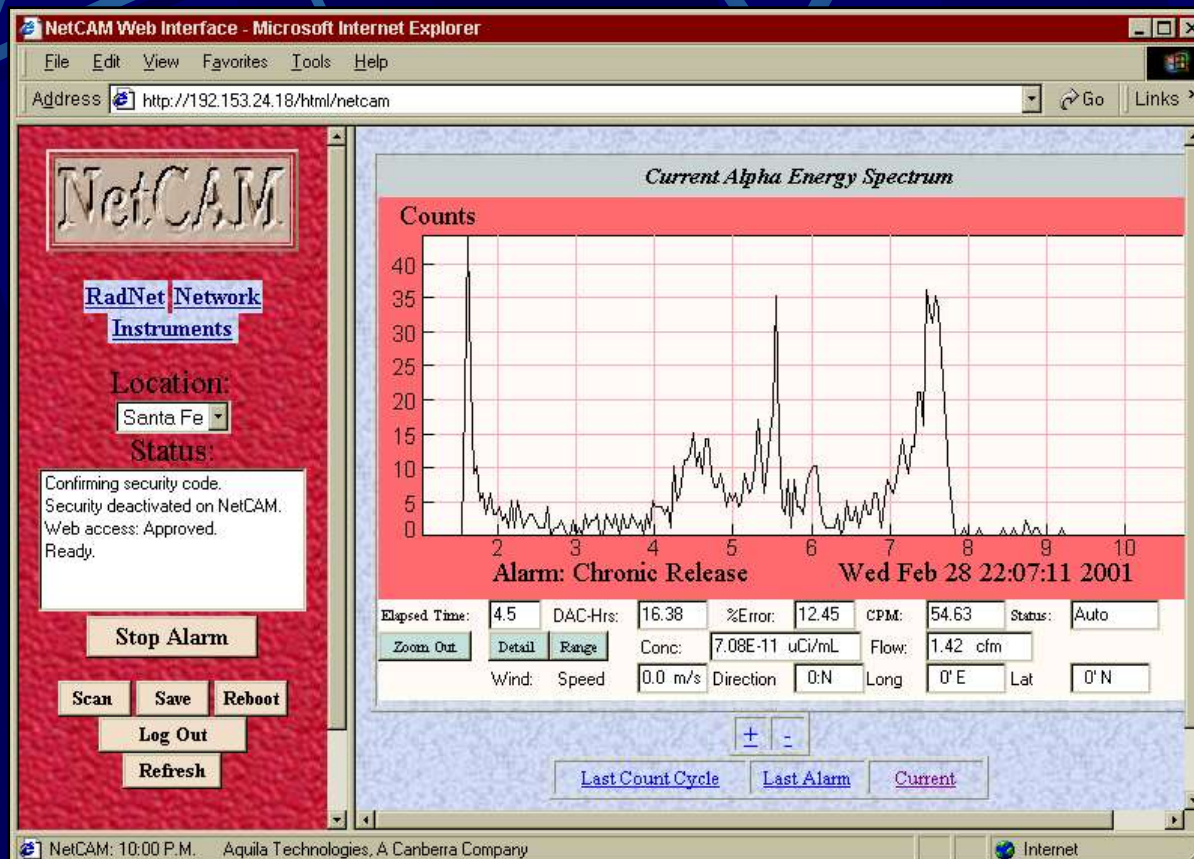 NetCAM Web Interface - Microsoft Internet Explorer
File Edit View Favorites Tools Help
Address http://192.153.24.18/html/netcam Go Links
NetCAM
RadNet Network
Instruments
Location:
Santa Fe
Status:
Confirming security code.
Security deactivated on NetCAM.
Web access: Approved.
Ready.
Stop Alarm
Scan Save Reboot
Log Out
Refresh
Current Alpha Energy Spectrum
Counts
40
35
30
25
20
15
10
5
0
2 3 4 5 6 7 8 9 10
Alarm: Chronic Release Wed Feb 28 22:07:11 2001
Elapsed Time: 4.5 DAC-Hrs: 16.38 %Error: 12.45 CPM: 54.63 Status: Auto
Zoom Out Detail Range Conc: 7.08E-11 uCi/mL Flow: 1.42 cfm
Wind: Speed 0.0 m/s Direction 0:N Long 0' E Lat 0' N
+ -
Last Count Cycle Last Alarm Current
NetCAM: 10:00 P.M. Aquila Technologies, A Canberra Company Internet